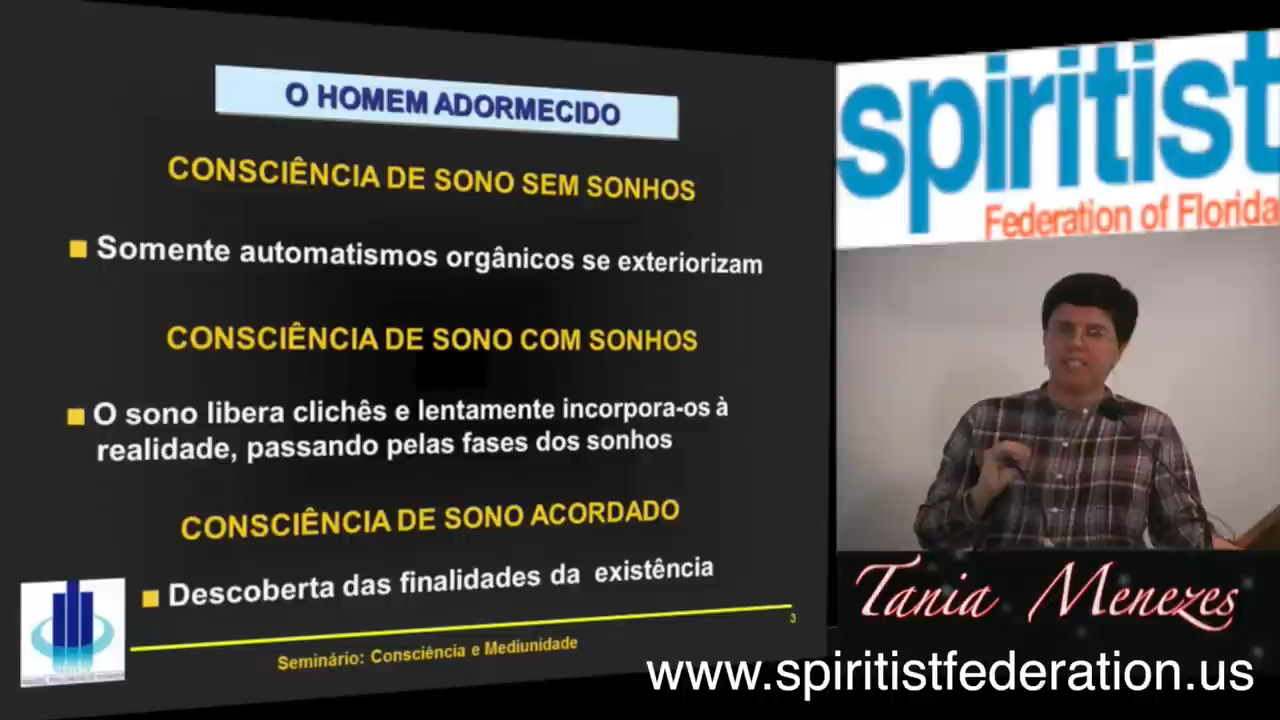 O HOMEM ADORMECIDO
CONSCIÊNCIA DE SONO SEM SONHOS
Somente automatismos orgânicos se exteriorizam
CONSCIÊNCIA DE SONO COM SONHOS
O sono libera clichês e lentamente incorpora-os à
realidade, passando pelas fases dos sonhos
CONSCIÊNCIA DE SONO ACORDADO
Descoberta das finalidades da existência
3
Seminário: Consciência e Mediunidade
spiritist
Federation of Florida
Tania Menezes
www.spiritistfederation.us